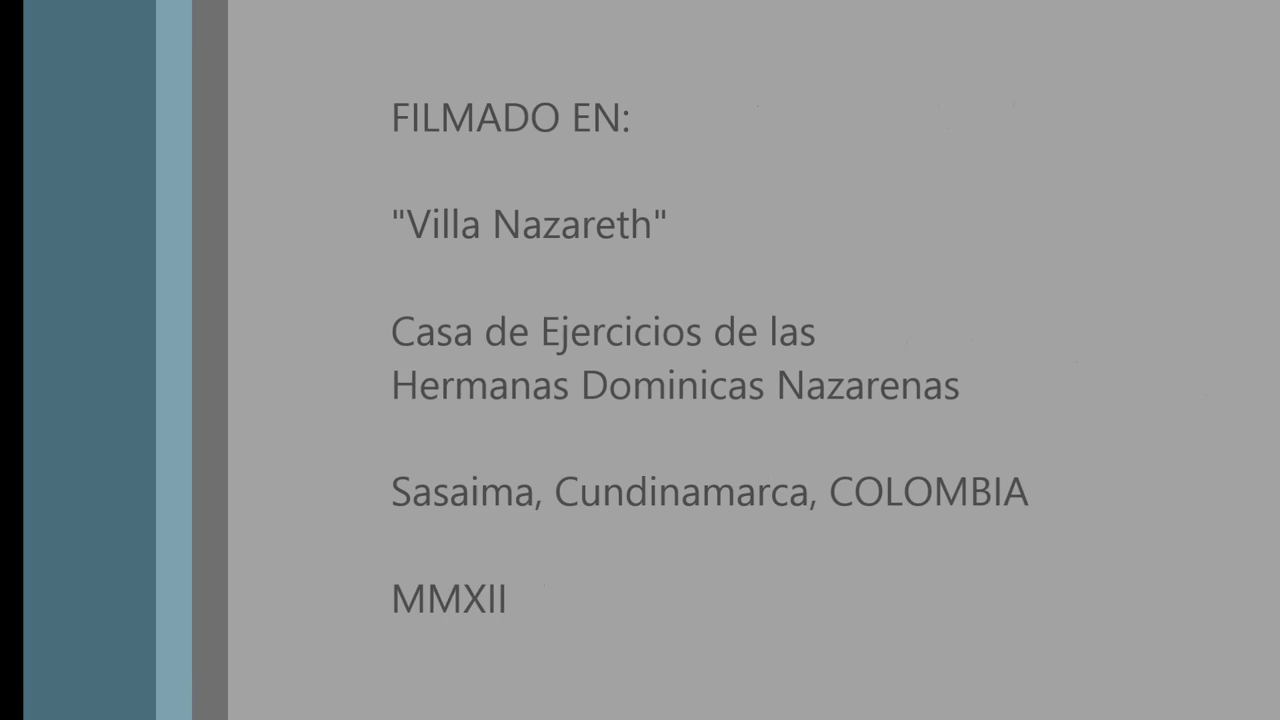 FILMADO EN:
"Villa Nazareth"
Casa de Ejercicios de las
Hermanas Dominicas Nazarenas
Sasaima, Cundinamarca, COLOMBIA
MMXII